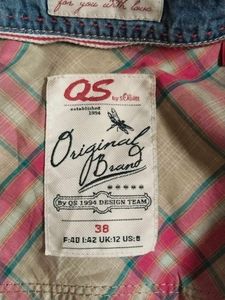 for you with love
QS by s.Oliver
established
1994
Original
Brand
By QS 1994 DESIGN TEAM
38
F:40 I:42 UK:12 US:8